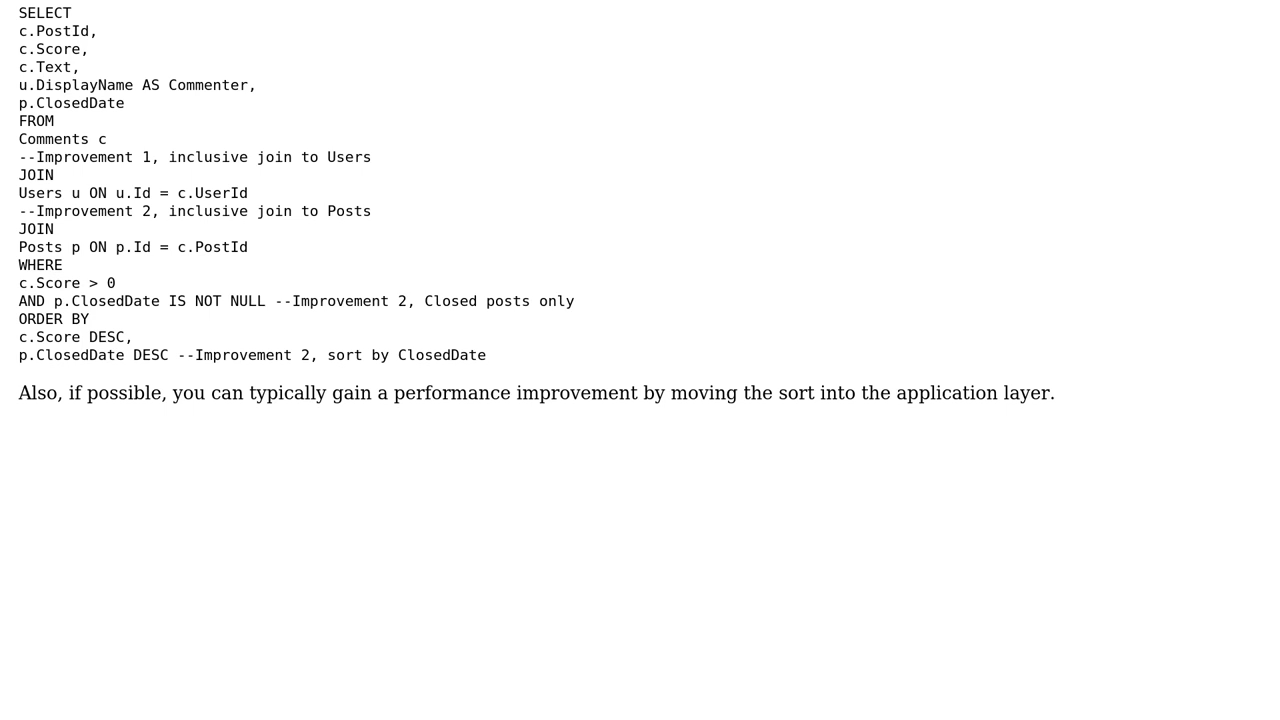 SELECT
c.PostId,
c.Score,
c.Text,
u.DisplayName AS Commenter,
p.ClosedDate
FROM
Comments c
--Improvement 1, inclusive join to Users
JOIN
Users u ON u.Id = c.UserId
--Improvement 2, inclusive join to Posts
JOIN
Posts p ON p.Id = c.PostId
WHERE
c.Score > 0
AND p.ClosedDate IS NOT NULL --Improvement 2, Closed posts only
ORDER BY
c.Score DESC,
p.ClosedDate DESC --Improvement 2, sort by ClosedDate
Also, if possible, you can typically gain a performance improvement by moving the sort into the application layer.